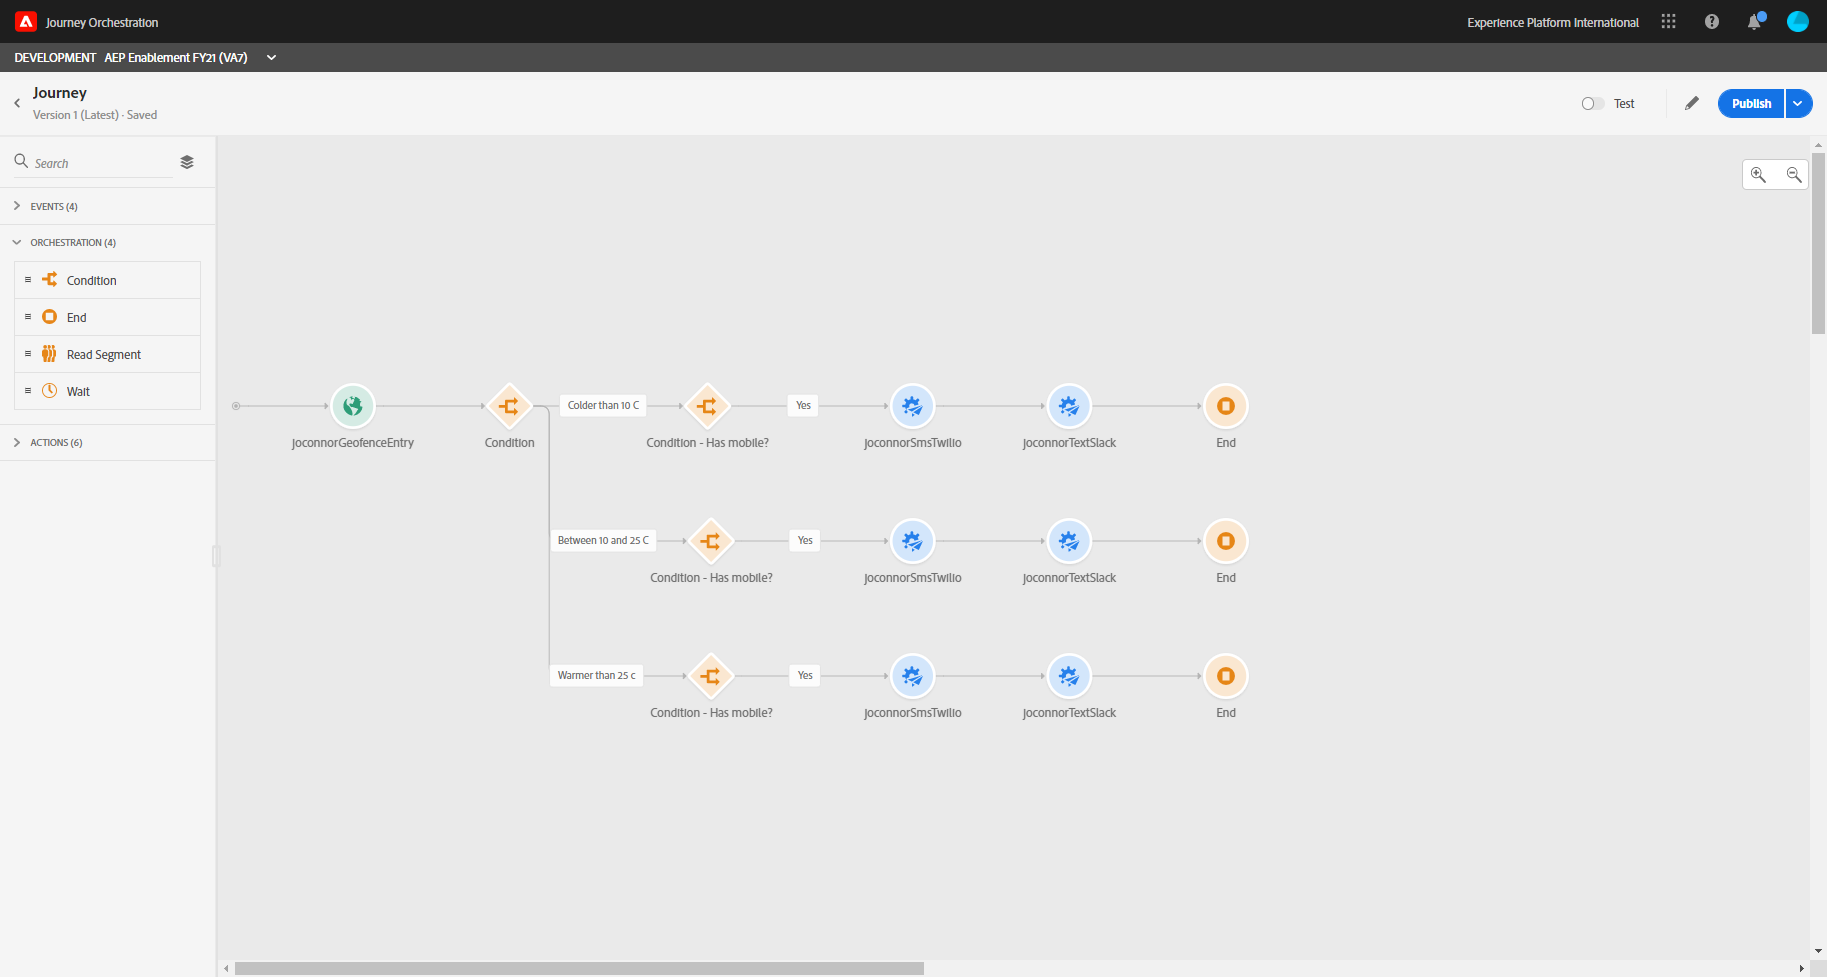 Journey Orchestration
Experience Platform International
DEVELOPMENT AEP Enablement FY21 (VA7)
Journey
Version 1 (Latest) · Saved
Test
Publish
Search
EVENTS (4)
ORCHESTRATION (4)
Condition
End
Read Segment
Wait
ACTIONS (6)
joconnorGeofenceEntry
Condition
Colder than 10 C
Condition - Has mobile?
Yes
joconnorSmsTwilio
joconnorTextSlack
End
Between 10 and 25 C
Condition - Has mobile?
Yes
joconnorSmsTwilio
joconnorTextSlack
End
Warmer than 25 c
Condition - Has mobile?
Yes
joconnorSmsTwilio
joconnorTextSlack
End